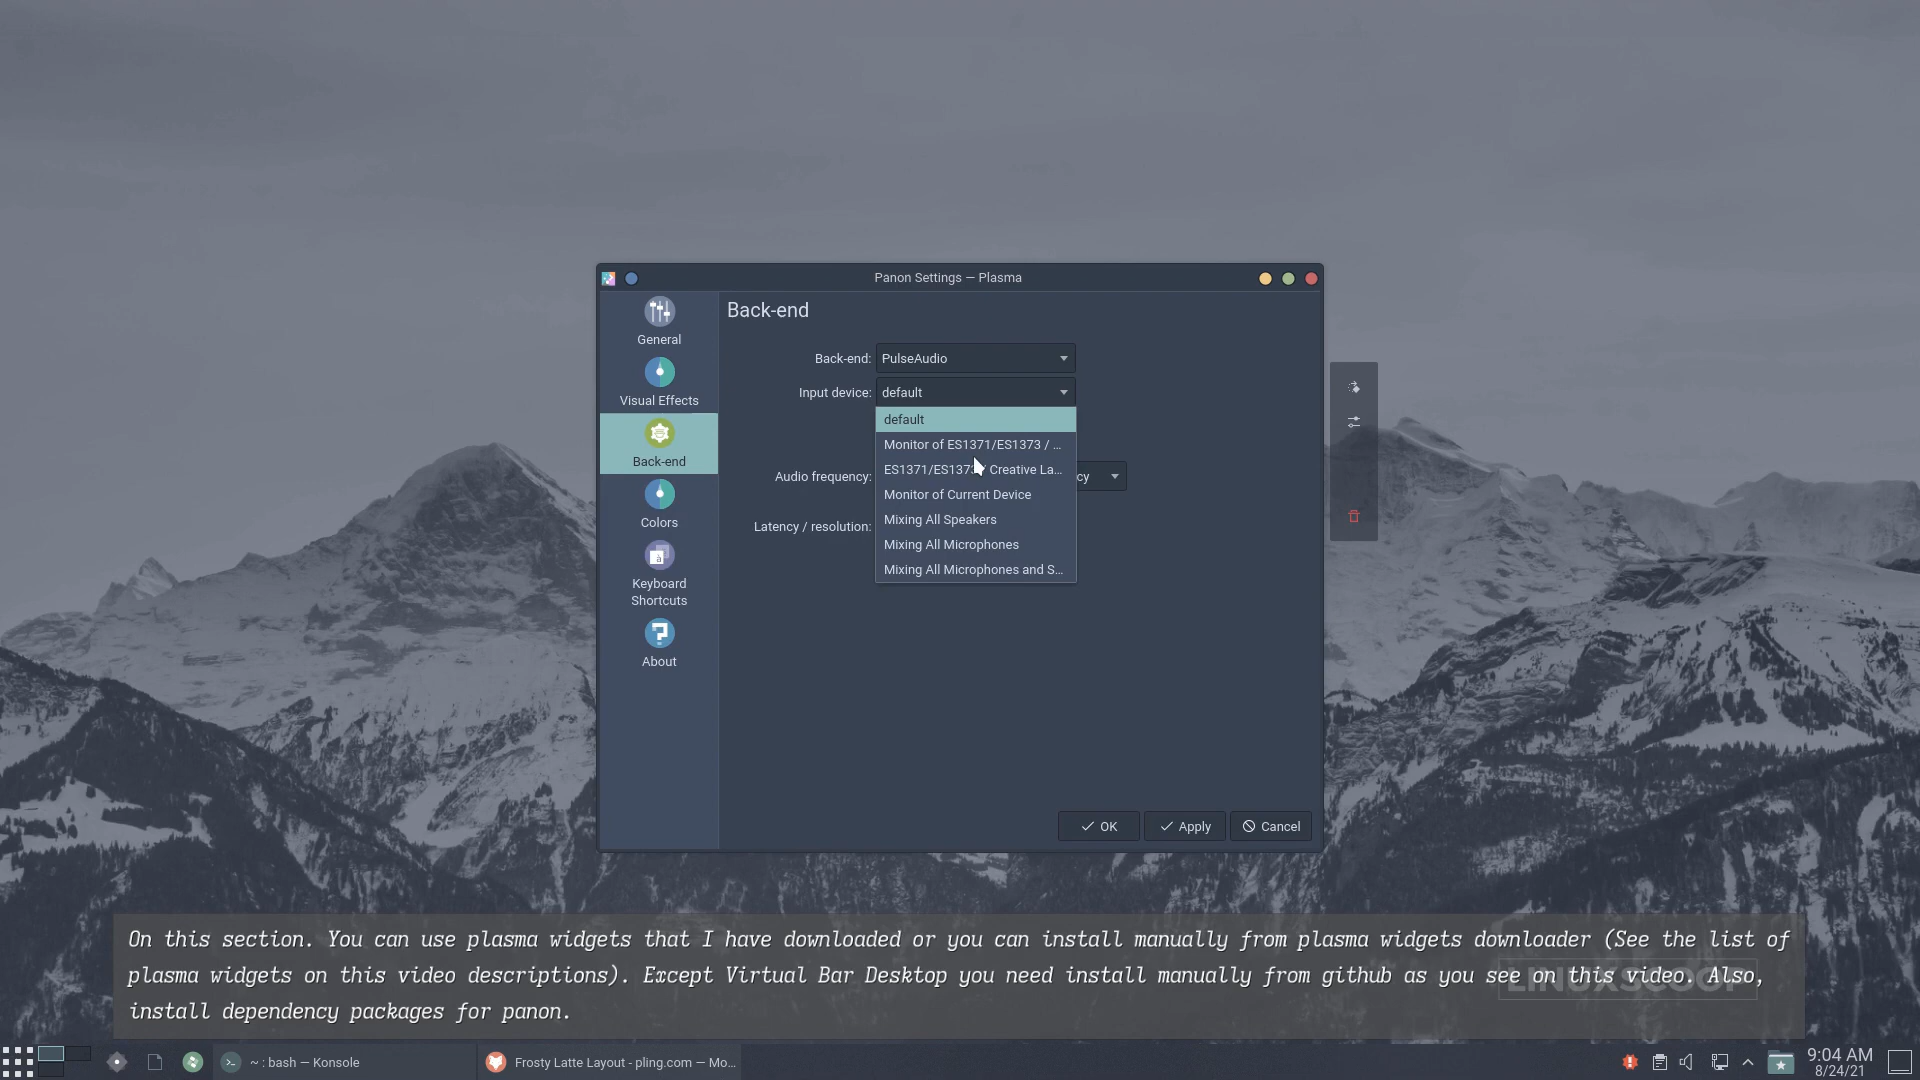 Panon Settings — Plasma
General
Visual Effects
Back-end
Colors
Keyboard
Shortcuts
About
Back-end
Back-end: PulseAudio
Input device: default
default
Monitor of ES1371/ES1373 / ...
ES1371/ES1373 Creative La...
Monitor of Current Device
Mixing All Speakers
Mixing All Microphones
Mixing All Microphones and S...
Audio frequency: cy
Latency / resolution:
OK Apply Cancel
On this section. You can use plasma widgets that I have downloaded or you can install manually from plasma widgets downloader (See the list of
plasma widgets on this video descriptions). Except Virtual Bar Desktop you need install manually from github as you see on this video. Also,
install dependency packages for panon.
LINUXSCOOP
~ : bash — Konsole
Frosty Latte Layout - pling.com — Mo...
9:04 AM
8/24/21